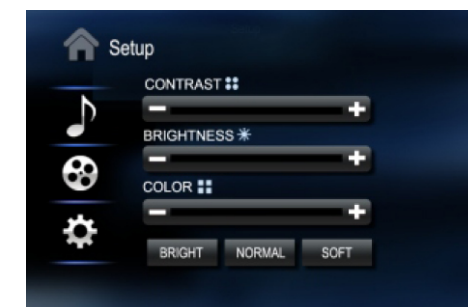 Setup
CONTRAST
BRIGHTNESS
COLOR
BRIGHT NORMAL SOFT